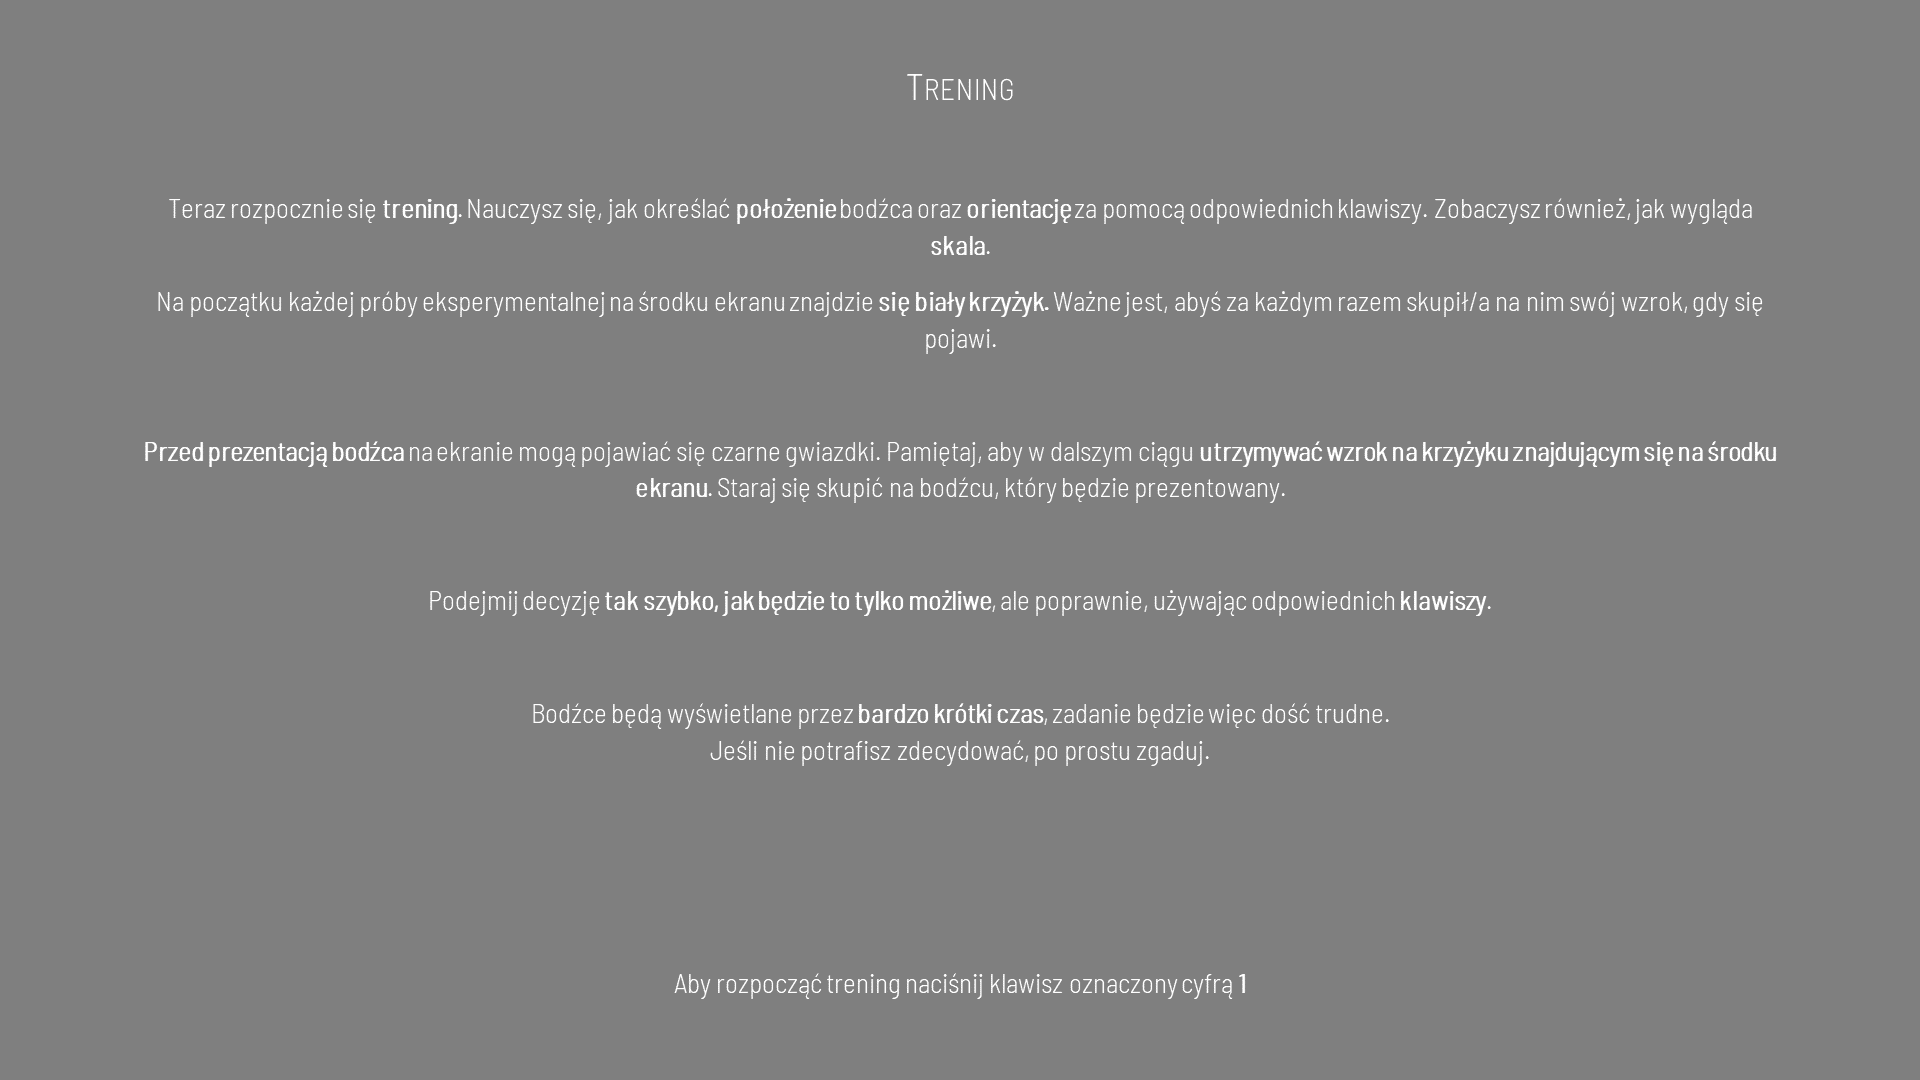 Trening
Teraz rozpocznie się trening. Nauczysz się, jak określać położenie bodźca oraz orientację za pomocą odpowiednich klawiszy. Zobaczysz również, jak wygląda
skala.
Na początku każdej próby eksperymentalnej na środku ekranu znajdzie się biały krzyżyk. Ważne jest, abyś za każdym razem skupił/a na nim swój wzrok, gdy się
pojawi.
Przed prezentacją bodźca na ekranie mogą pojawiać się czarne gwiazdki. Pamiętaj, aby w dalszym ciągu utrzymywać wzrok na krzyżyku znajdującym się na środku
ekranu. Staraj się skupić na bodźcu, który będzie prezentowany.
Podejmij decyzję tak szybko, jak będzie to tylko możliwe, ale poprawnie, używając odpowiednich klawiszy.
Bodźce będą wyświetlane przez bardzo krótki czas, zadanie będzie więc dość trudne.
Jeśli nie potrafisz zdecydować, po prostu zgaduj.
Aby rozpocząć trening naciśnij klawisz oznaczony cyfrą 1